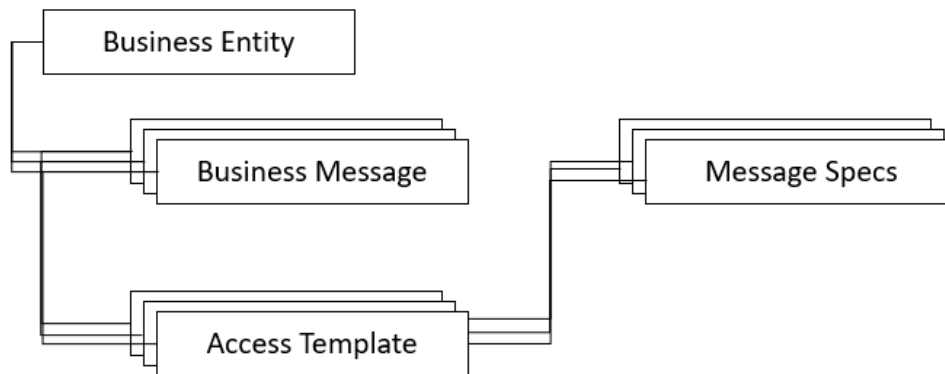 Business Entity
Business Message
Message Specs
Access Template